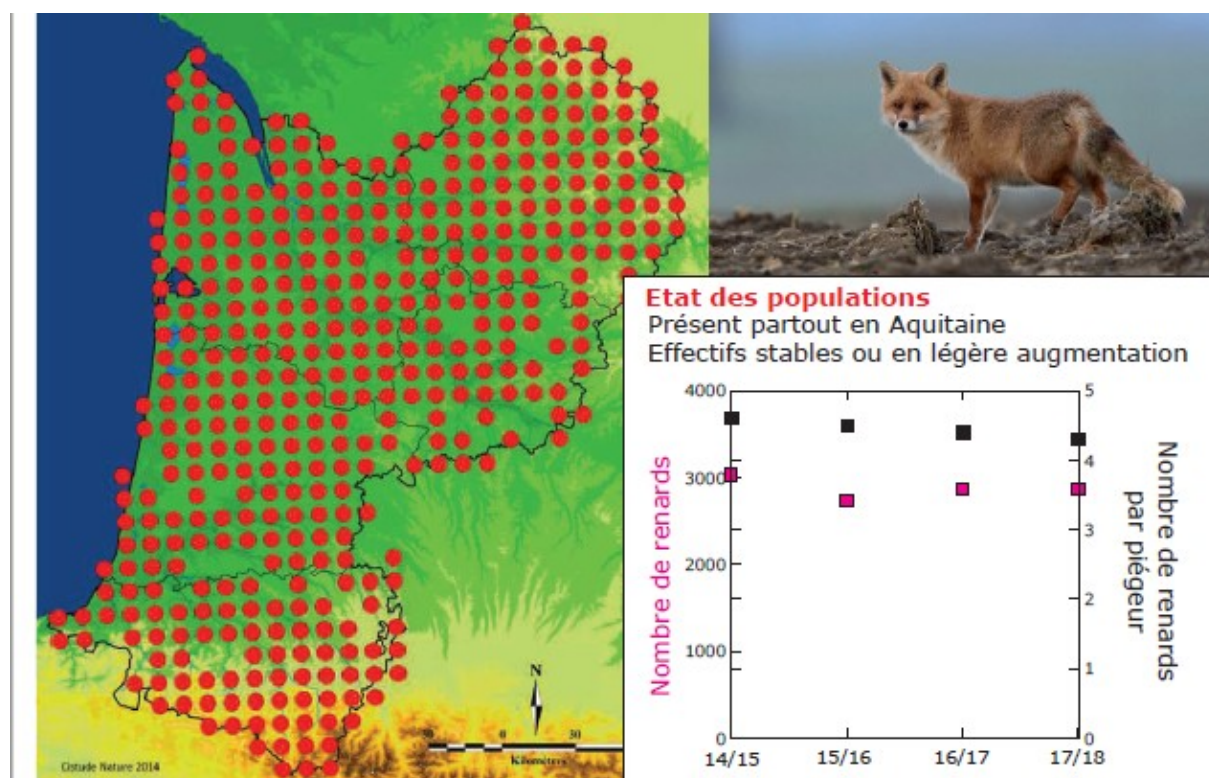 Etat des populations
Présent partout en Aquitaine
Effectifs stables ou en légère augmentation
Nombre de renards
4000
3000
2000
1000
0
5
4
3
2
1
0
Nombre de renards
par piégeur
14/15
15/16
16/17
17/18
N
0
30
Kilomètres
Cistude Nature 2014